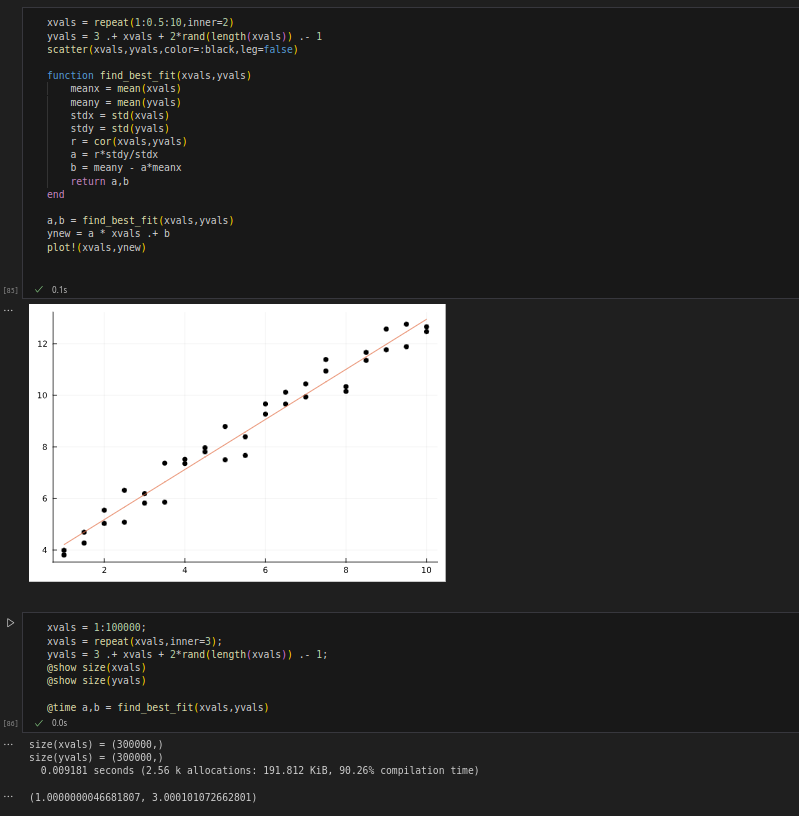 xvals = repeat(1:0.5:10,inner=2)
yvals = 3 .+ xvals + 2*rand(length(xvals)) .- 1
scatter(xvals,yvals,color=:black,leg=false)
function find_best_fit(xvals,yvals)
meanx = mean(xvals)
meany = mean(yvals)
stdx = std(xvals)
stdy = std(yvals)
r = cor(xvals,yvals)
a = r*stdy/stdx
b = meany - a*meanx
return a,b
end
a,b = find_best_fit(xvals,yvals)
ynew = a * xvals .+ b
plot!(xvals,ynew)
[85] ✓ 0.1s
...
12
10
8
6
4
2 4 6 8 10
xvals = 1:100000;
xvals = repeat(xvals,inner=3);
yvals = 3 .+ xvals + 2*rand(length(xvals)) .- 1;
@show size(xvals)
@show size(yvals)
@time a,b = find_best_fit(xvals,yvals)
[86] ✓ 0.0s
... size(xvals) = (300000,)
size(yvals) = (300000,)
0.009181 seconds (2.56 k allocations: 191.812 KiB, 90.26% compilation time)
... (1.0000000046681807, 3.000101072662801)